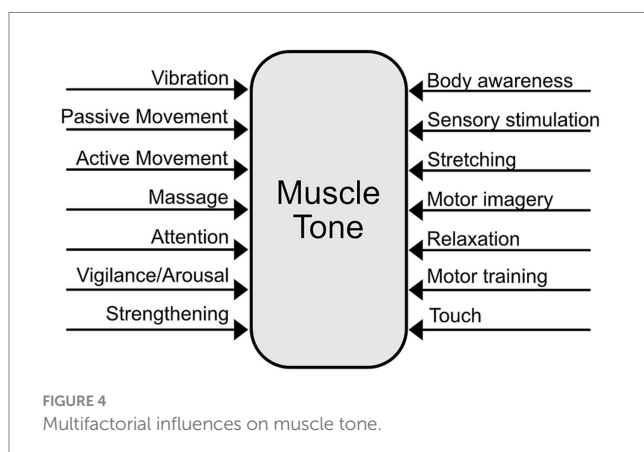 Vibration
Passive Movement
Active Movement
Massage
Attention
Vigilance/Arousal
Strengthening
Muscle
Tone
Body awareness
Sensory stimulation
Stretching
Motor imagery
Relaxation
Motor training
Touch
FIGURE 4
Multifactorial influences on muscle tone.